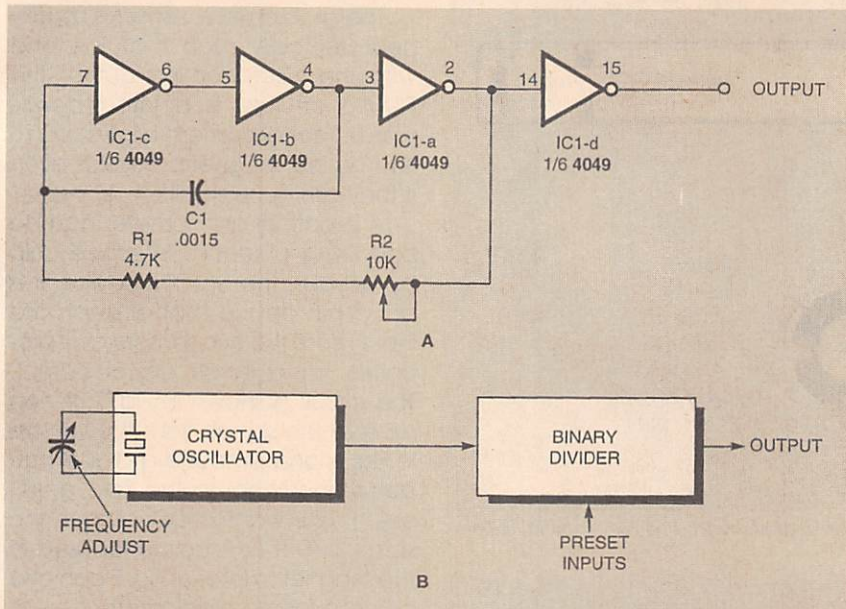 7
6
5
4
3
2
14
15
OUTPUT
IC1-c
1/6 4049
IC1-b
1/6 4049
IC1-a
1/6 4049
IC1-d
1/6 4049
C1
.0015
R1
4.7K
R2
10K
A
CRYSTAL
OSCILLATOR
BINARY
DIVIDER
OUTPUT
FREQUENCY
ADJUST
PRESET
INPUTS
B